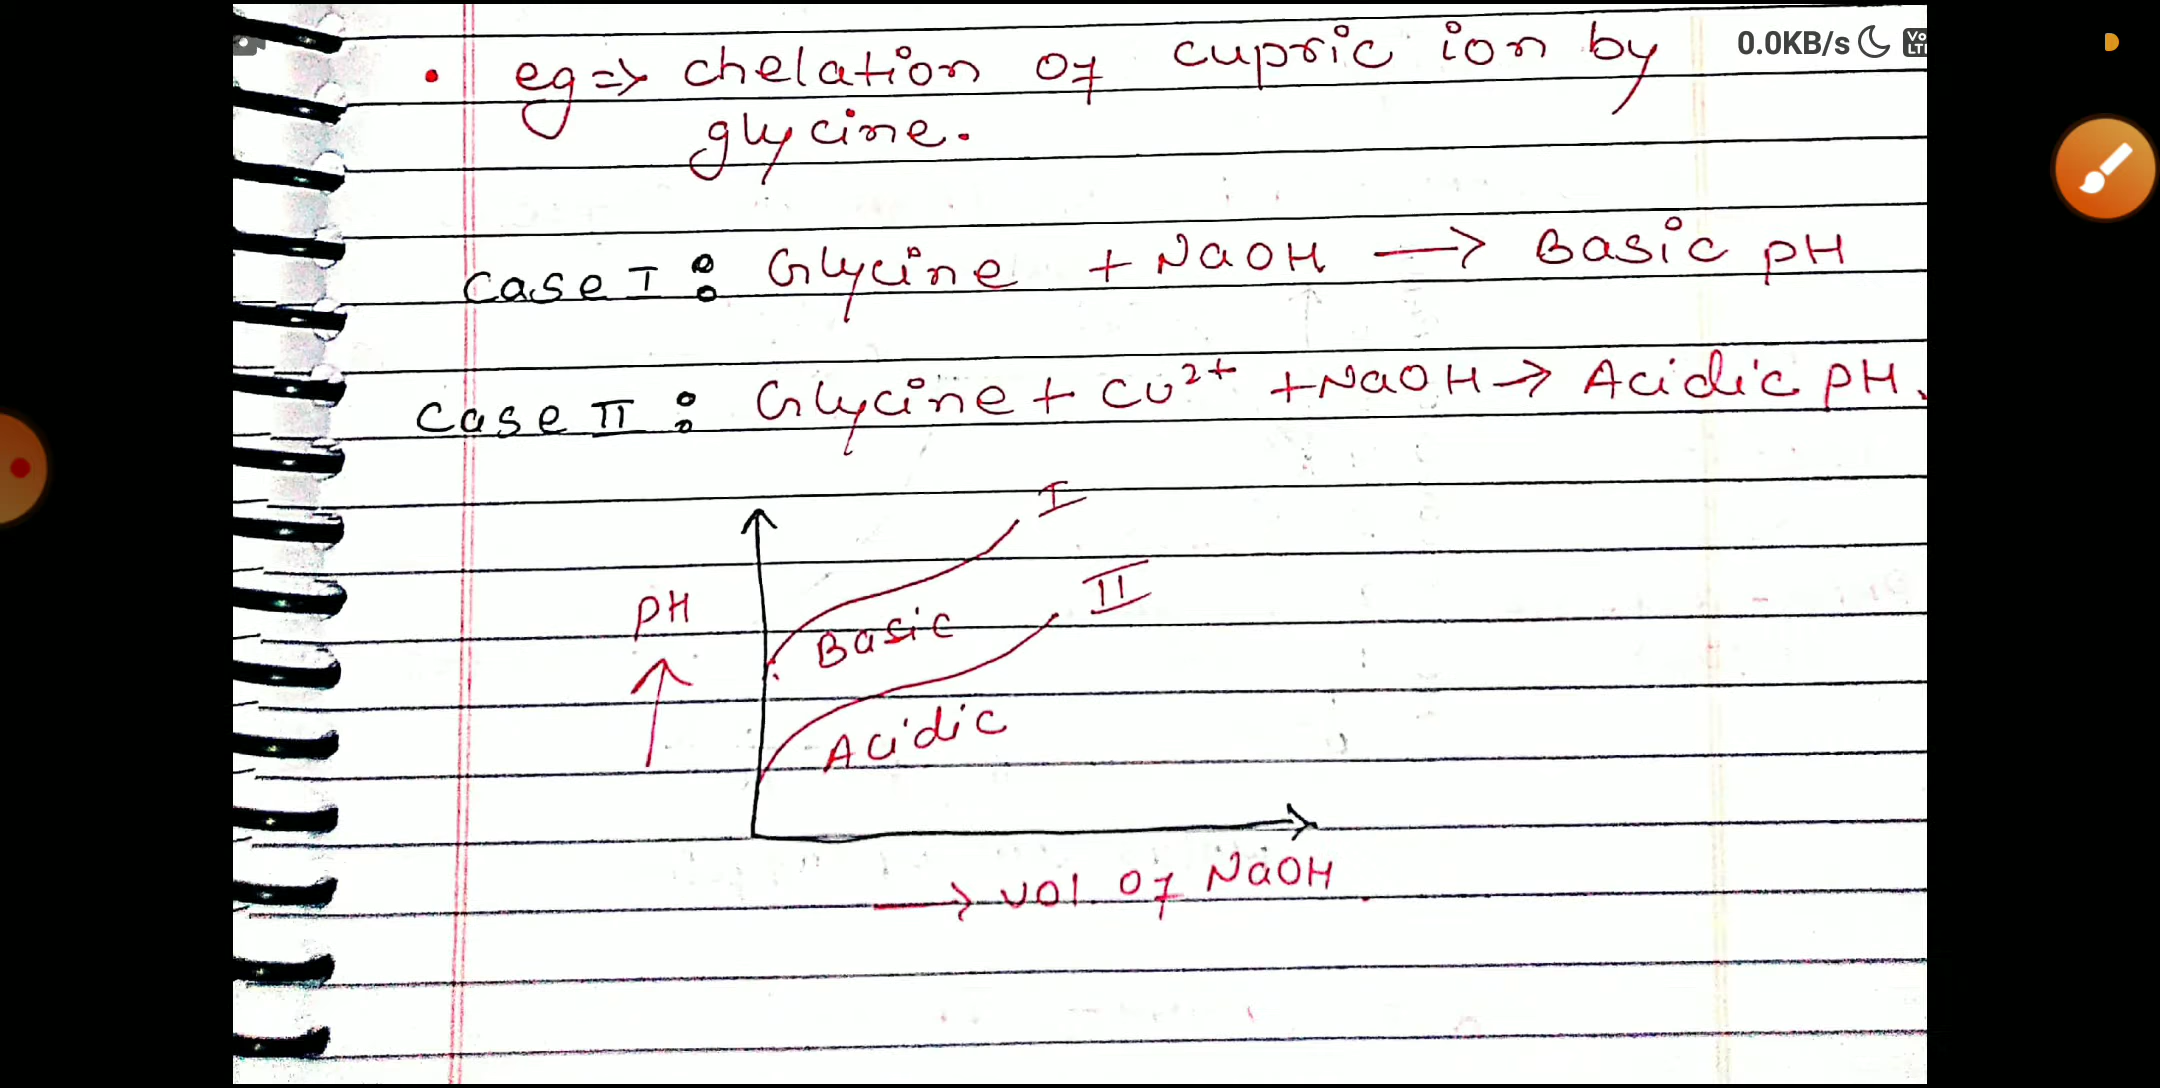 0.0KB/s
• eg => chelation of cupric ion by
glycine.
Case I : Glycine + NaOH → Basic pH
Case II : Glycine + Cu²⁺ + NaOH → Acidic pH.
I
II
PH
Basic
Acidic
→ vol. of NaOH